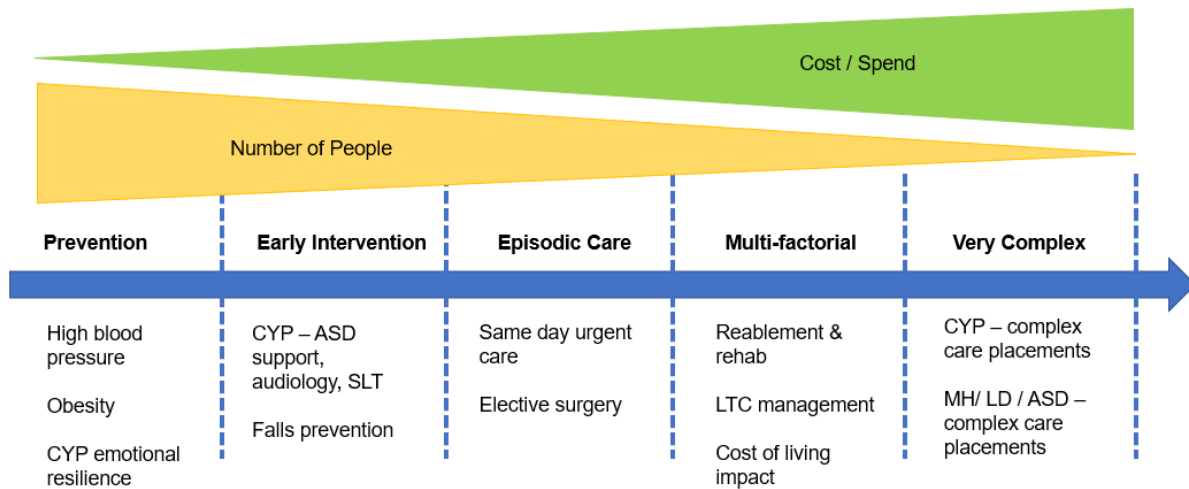 Cost / Spend
Number of People
Prevention
Early Intervention
Episodic Care
Multi-factorial
Very Complex
High blood
pressure
Obesity
CYP emotional
resilience
CYP – ASD
support,
audiology, SLT
Falls prevention
Same day urgent
care
Elective surgery
Reablement &
rehab
LTC management
Cost of living
impact
CYP – complex
care placements
MH/ LD / ASD –
complex care
placements